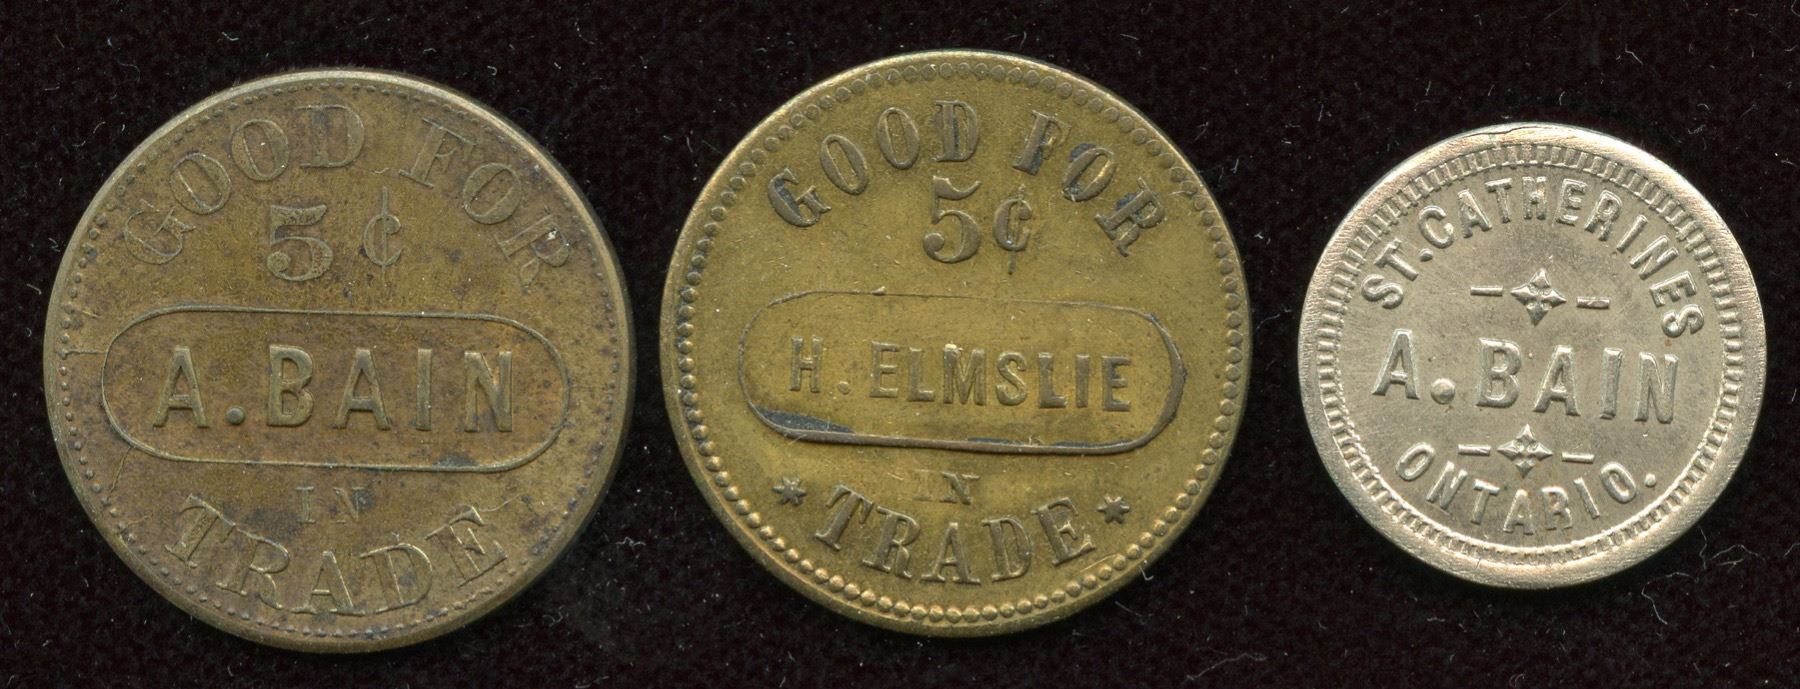 GOOD FOR
5¢
A. BAIN
IN
TRADE
GOOD FOR
5¢
H. ELMSLIE
IN
* TRADE *
ST. CATHERINES
A. BAIN
ONTARIO.